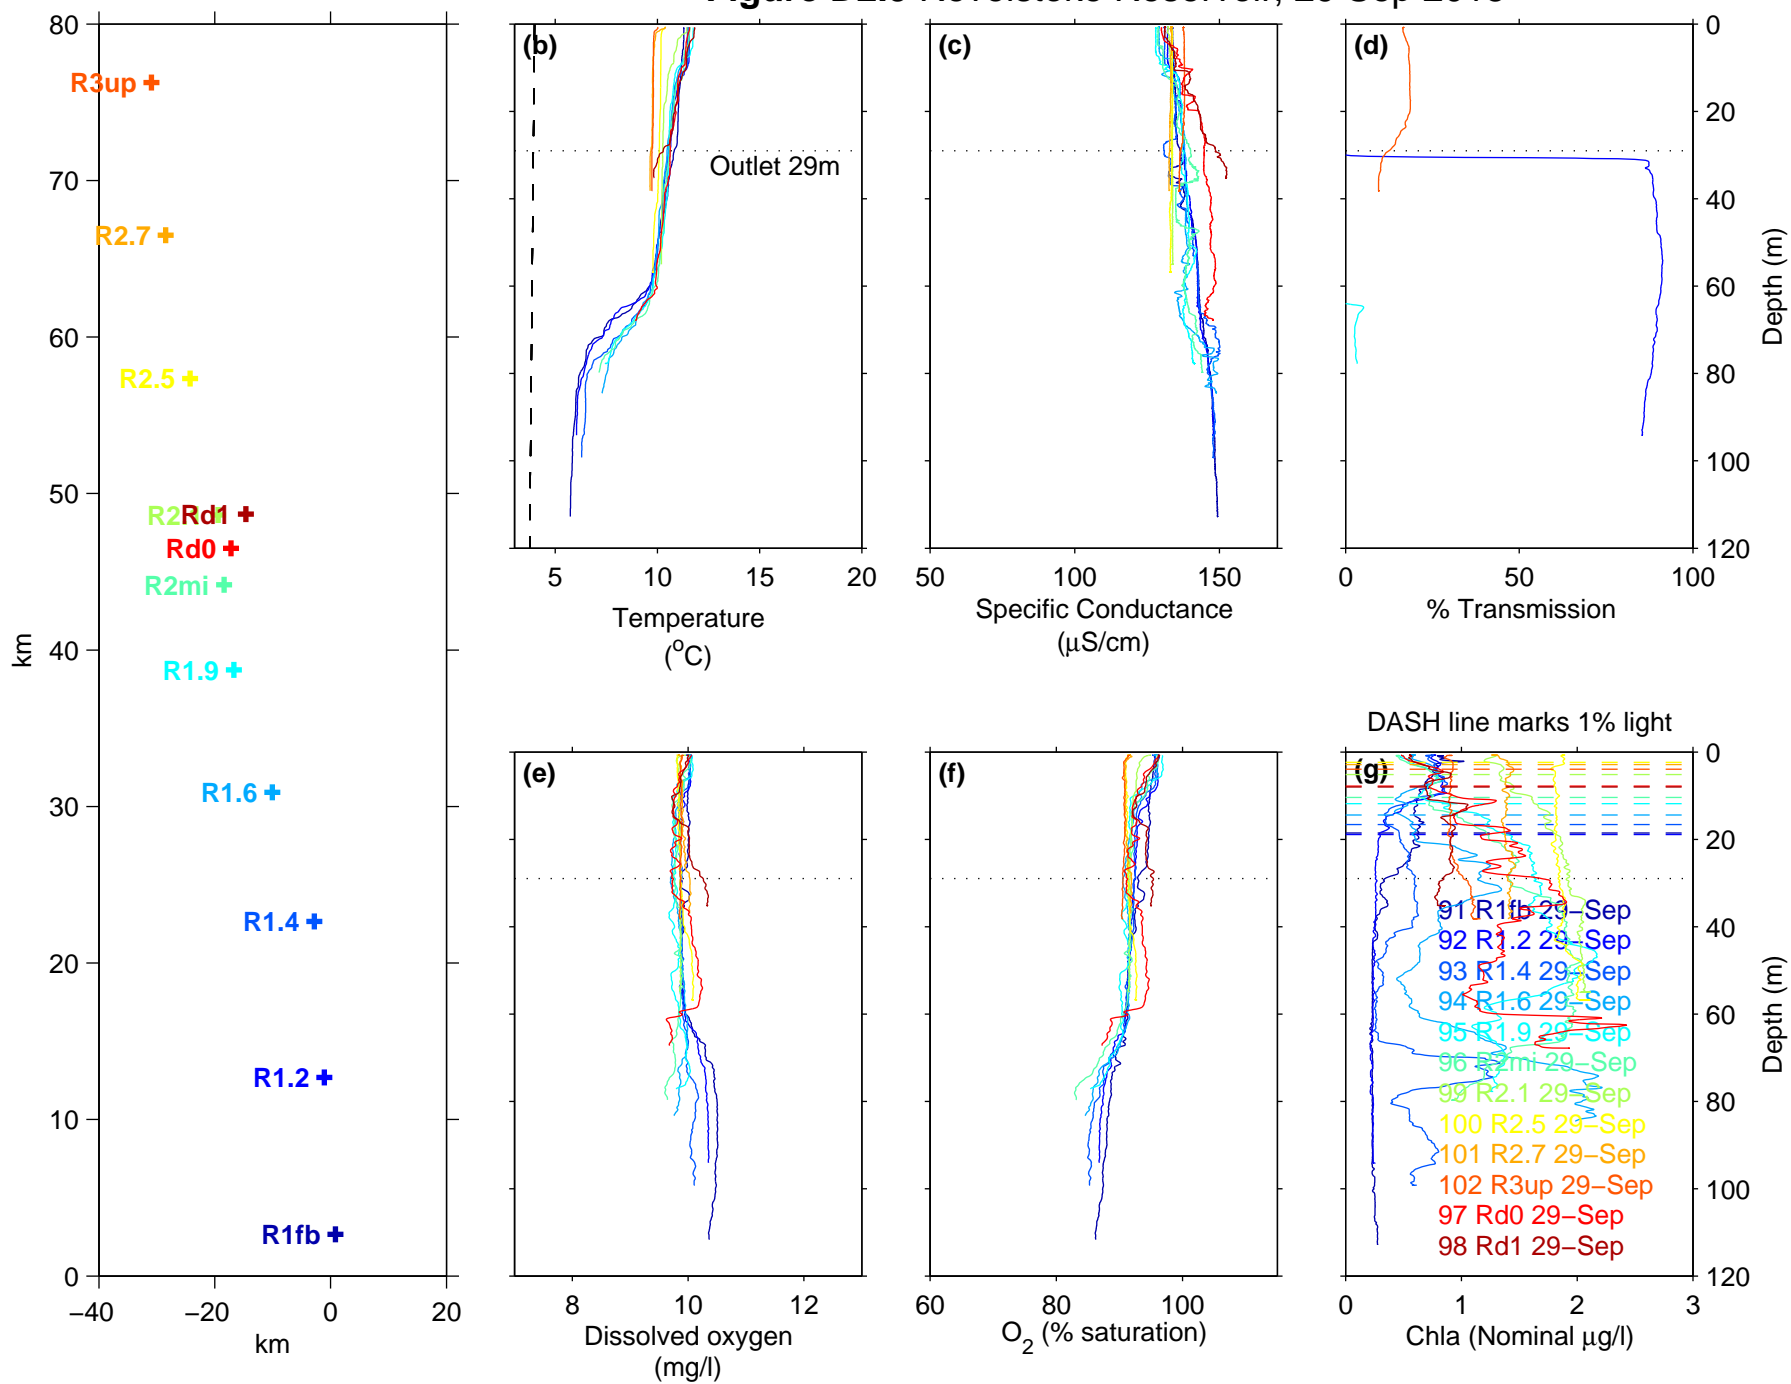 80
70
60
50
40
30
20
10
0
−40
−20
0
20
km
km
R3up
R2.7
R2.5
Rd1
Rd0
R2mi
R1.9
R1.6
R1.4
R1.2
R1fb
(b)
Outlet 29m
5
10
15
20
Temperature
(°C)
(c)
50
100
150
Specific Conductance
(µS/cm)
(d)
0
50
100
% Transmission
0
20
40
60
80
100
120
Depth (m)
(e)
8
10
12
Dissolved oxygen
(mg/l)
(f)
60
80
100
O2 (% saturation)
DASH line marks 1% light
(g)
91 R1fb 29−Sep
92 R1.2 29−Sep
93 R1.4 29−Sep
94 R1.6 29−Sep
95 R1.9 29−Sep
96 R2mi 29−Sep
99 R2.1 29−Sep
100 R2.5 29−Sep
101 R2.7 29−Sep
102 R3up 29−Sep
97 Rd0 29−Sep
98 Rd1 29−Sep
0
1
2
3
Chla (Nominal µg/l)
0
20
40
60
80
100
120
Depth (m)